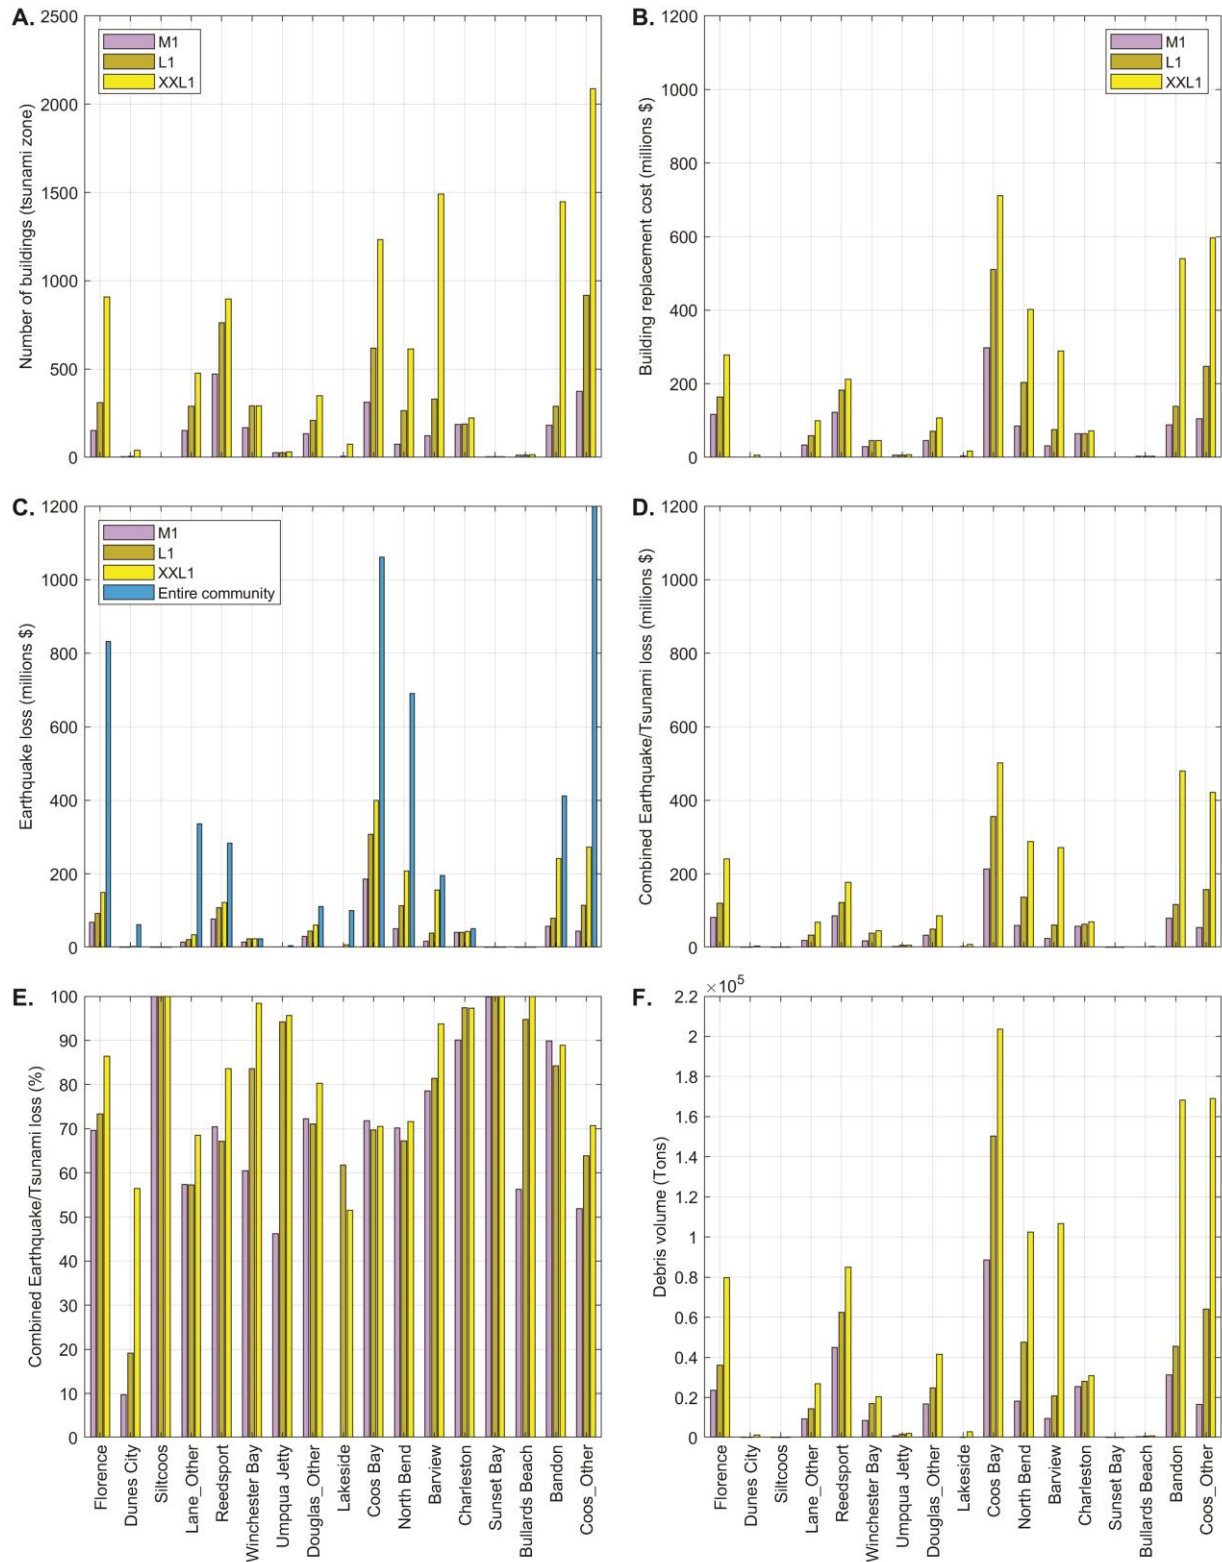 A.
Number of buildings (tsunami zone)
2500
2000
1500
1000
500
0
M1
L1
XXL1
B.
Building replacement cost (millions $)
1200
1000
800
600
400
200
0
M1
L1
XXL1
C.
Earthquake loss (millions $)
1200
1000
800
600
400
200
0
M1
L1
XXL1
Entire community
D.
Combined Earthquake/Tsunami loss (millions $)
1200
1000
800
600
400
200
0
E.
Combined Earthquake/Tsunami loss (%)
100
90
80
70
60
50
40
30
20
10
0
Florence
Dunes City
Siltcoos
Lane_Other
Reedsport
Winchester Bay
Umpqua Jetty
Douglas_Other
Lakeside
Coos Bay
North Bend
Barview
Charleston
Sunset Bay
Bullards Beach
Bandon
Coos_Other
F.
Debris volume (Tons)
×10⁵
2.2
2
1.8
1.6
1.4
1.2
1
0.8
0.6
0.4
0.2
0
Florence
Dunes City
Siltcoos
Lane_Other
Reedsport
Winchester Bay
Umpqua Jetty
Douglas_Other
Lakeside
Coos Bay
North Bend
Barview
Charleston
Sunset Bay
Bullards Beach
Bandon
Coos_Other